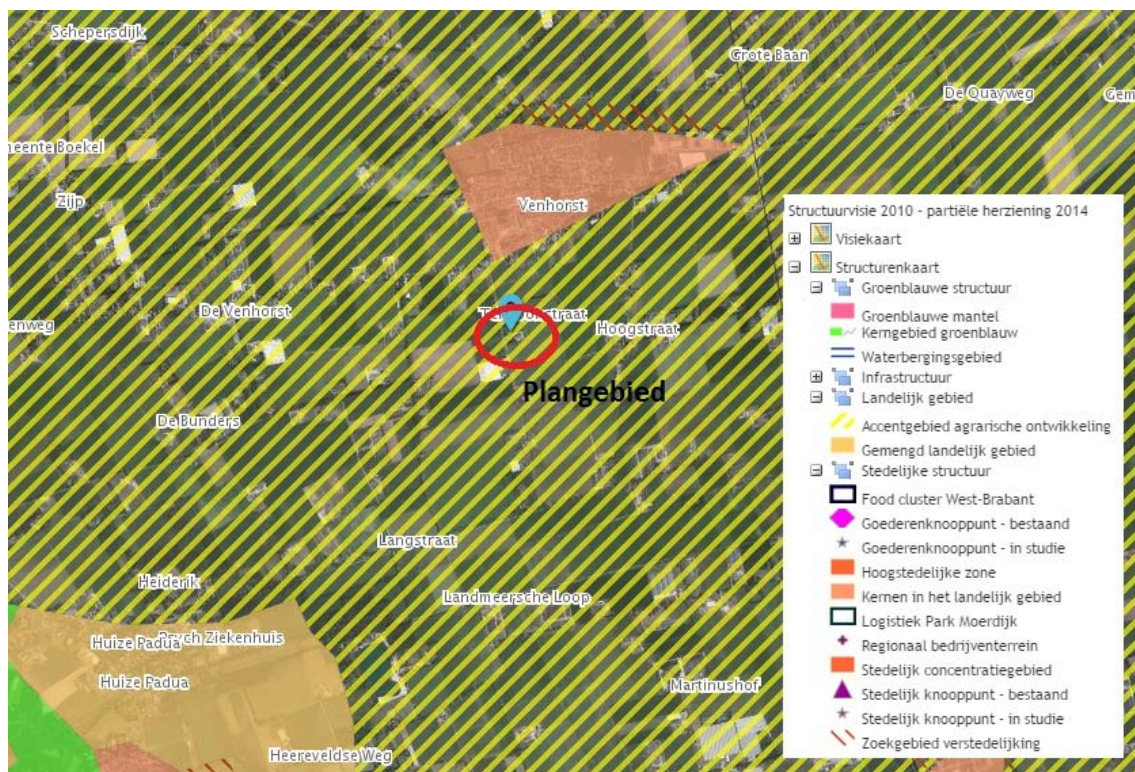 Schepersdijk
Grote Baan
De Quayweg
Gem
neente Boekel
Zijp
Venhorst
De Venhorst
enweg
Hoogstraat
Plangebied
De Bunders
Langstraat
Landmeersche Loop
Heiderik
Huize Padua
Psych Ziekenhuis
Huize Padua
Martinushof
Heereveldse Weg
Structuurvisie 2010 - partiële herziening 2014
Visiekaart
Structurenkaart
Groenblauwe structuur
Groenblauwe mantel
Kerngebied groenblauw
Waterbergingsgebied
Infrastructuur
Landelijk gebied
Accentgebied agrarische ontwikkeling
Gemengd landelijk gebied
Stedelijke structuur
Food cluster West-Brabant
Goederenknooppunt - bestaand
Goederenknooppunt - in studie
Hoogstedelijke zone
Kernen in het landelijk gebied
Logistiek Park Moerdijk
Regionaal bedrijventerrein
Stedelijk concentratiegebied
Stedelijk knooppunt - bestaand
Stedelijk knooppunt - in studie
Zoekgebied verstedelijking